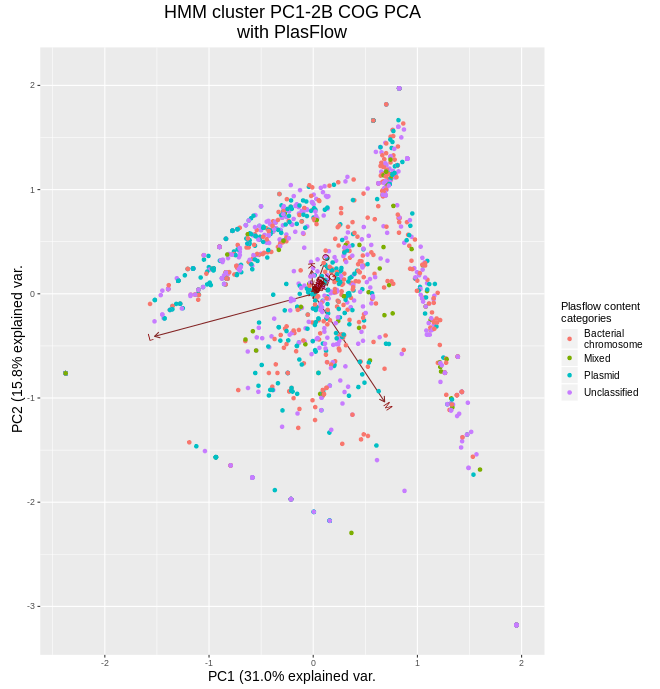 HMM cluster PC1-2B COG PCA
with PlasFlow
PC2 (15.8% explained var.
2
1
0
-1
-2
-3
L
M
K
O
-2
-1
0
1
2
PC1 (31.0% explained var.
Plasflow content
categories
Bacterial
chromosome
Mixed
Plasmid
Unclassified